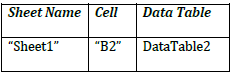 Sheet Name Cell Data Table
“Sheet1” “B2” DataTable2